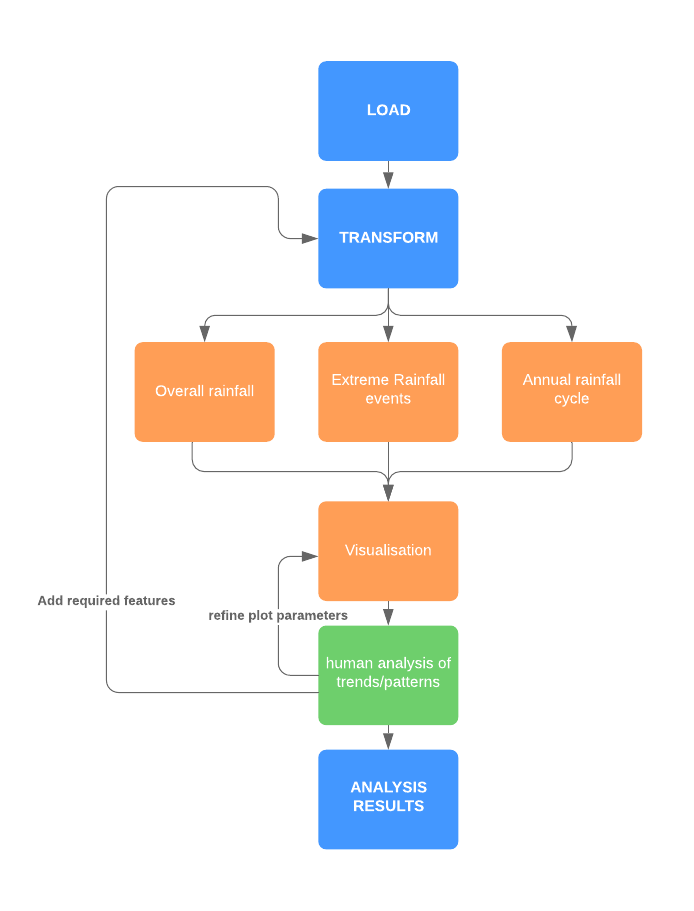 LOAD
TRANSFORM
Overall rainfall
Extreme Rainfall
events
Annual rainfall
cycle
Visualisation
Add required features
refine plot parameters
human analysis of
trends/patterns
ANALYSIS
RESULTS